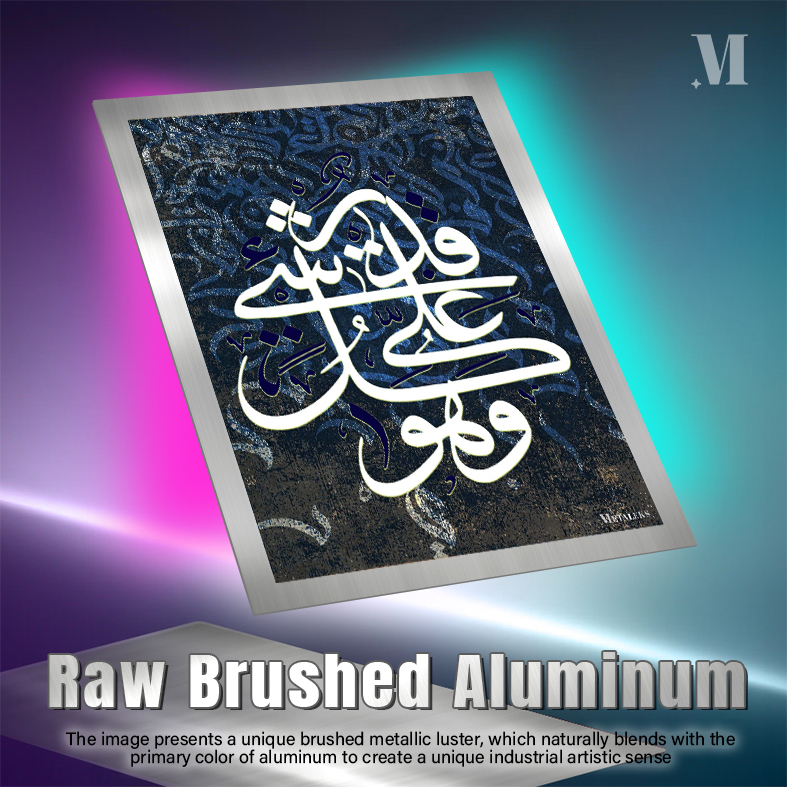 M
وهو على كل شيء قدير
METALEKS
Raw Brushed Aluminum
The image presents a unique brushed metallic luster, which naturally blends with the
primary color of aluminum to create a unique industrial artistic sense